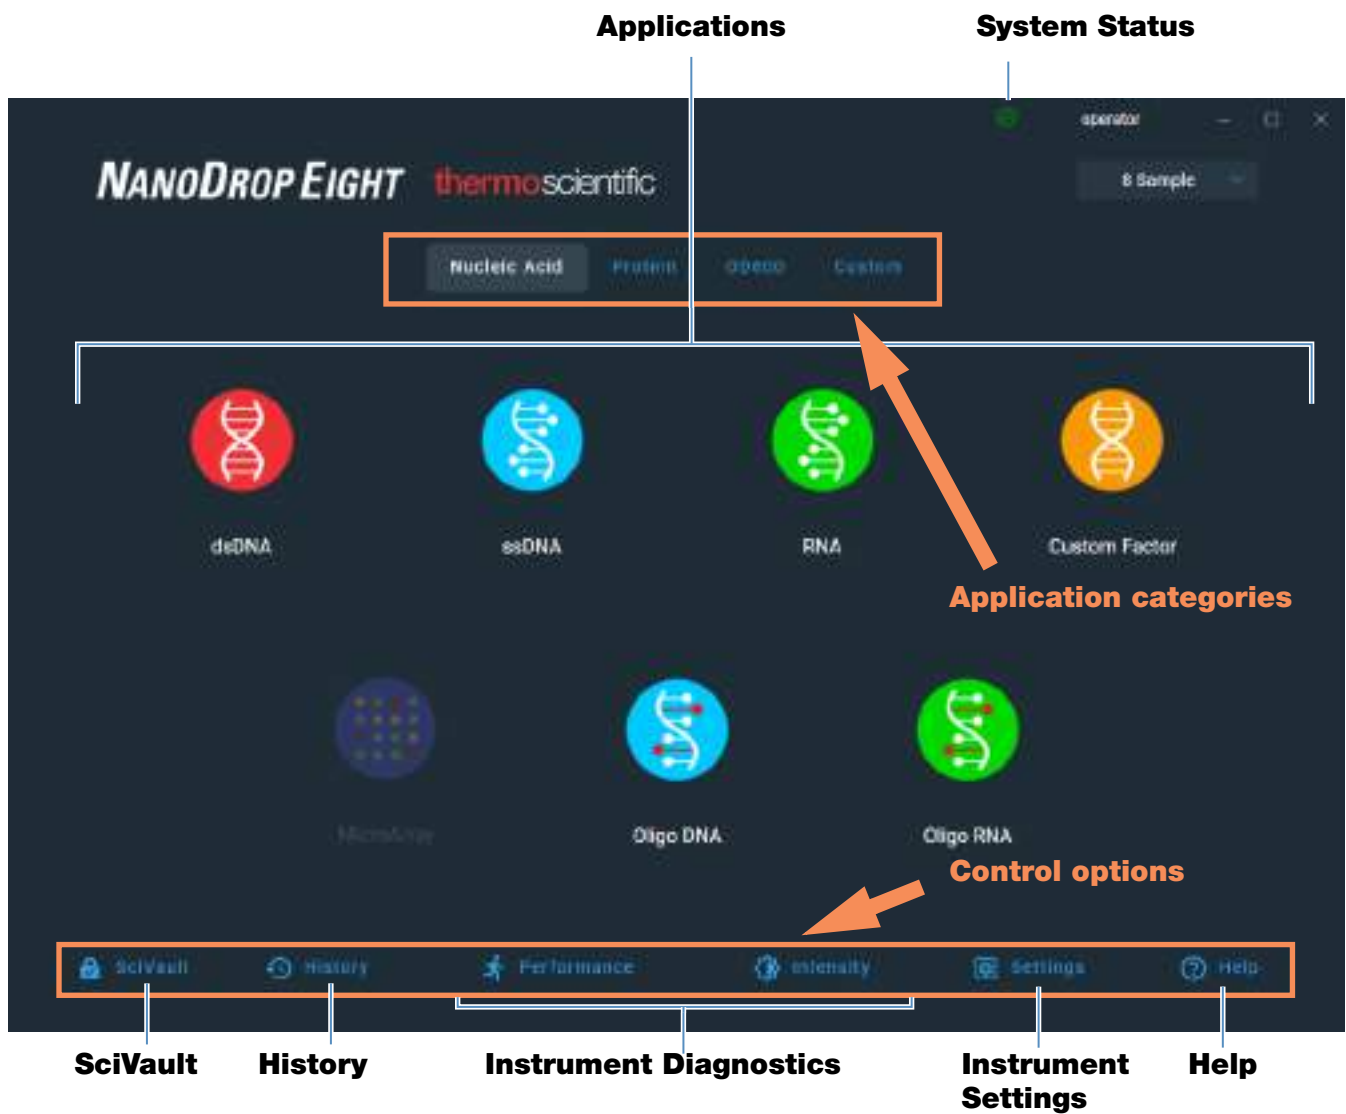 Applications
System Status
operator
NANODROP EIGHT thermoscientific
8 Sample
Nucleic Acid Protein OD600 Custom
dsDNA ssDNA RNA Custom Factor
Application categories
MicroArray Oligo DNA Oligo RNA
Control options
SciVault History Performance Intensity Settings Help
SciVault History Instrument Diagnostics Instrument Help
Settings